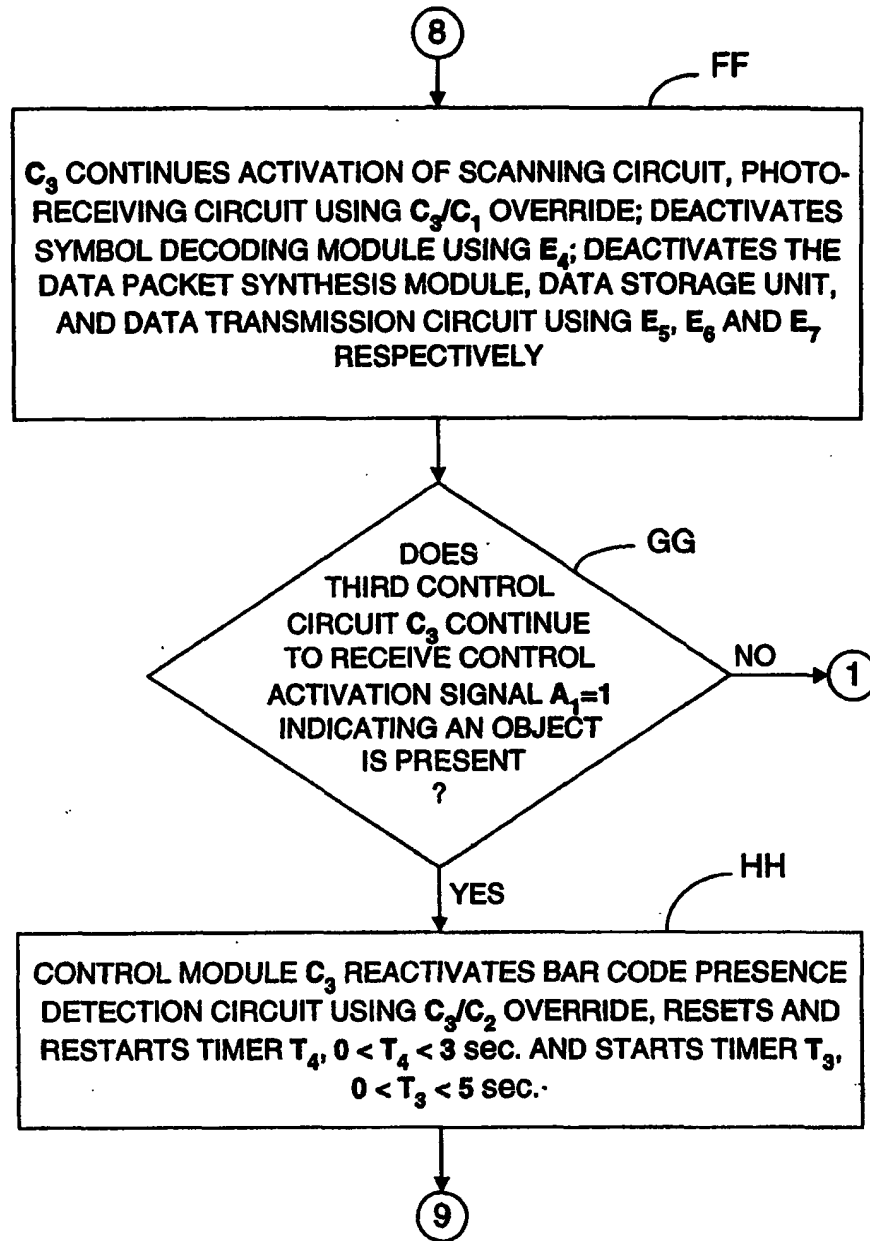 8
FF
C₃ CONTINUES ACTIVATION OF SCANNING CIRCUIT, PHOTO-
RECEIVING CIRCUIT USING C₃/C₁ OVERRIDE; DEACTIVATES
SYMBOL DECODING MODULE USING E₄; DEACTIVATES THE
DATA PACKET SYNTHESIS MODULE, DATA STORAGE UNIT,
AND DATA TRANSMISSION CIRCUIT USING E₅, E₆ AND E₇
RESPECTIVELY
GG
DOES
THIRD CONTROL
CIRCUIT C₃ CONTINUE
TO RECEIVE CONTROL
ACTIVATION SIGNAL A₁=1
INDICATING AN OBJECT
IS PRESENT
?
NO
1
YES
HH
CONTROL MODULE C₃ REACTIVATES BAR CODE PRESENCE
DETECTION CIRCUIT USING C₃/C₂ OVERRIDE, RESETS AND
RESTARTS TIMER T₄, 0 < T₄ < 3 sec. AND STARTS TIMER T₃,
0 < T₃ < 5 sec.
9